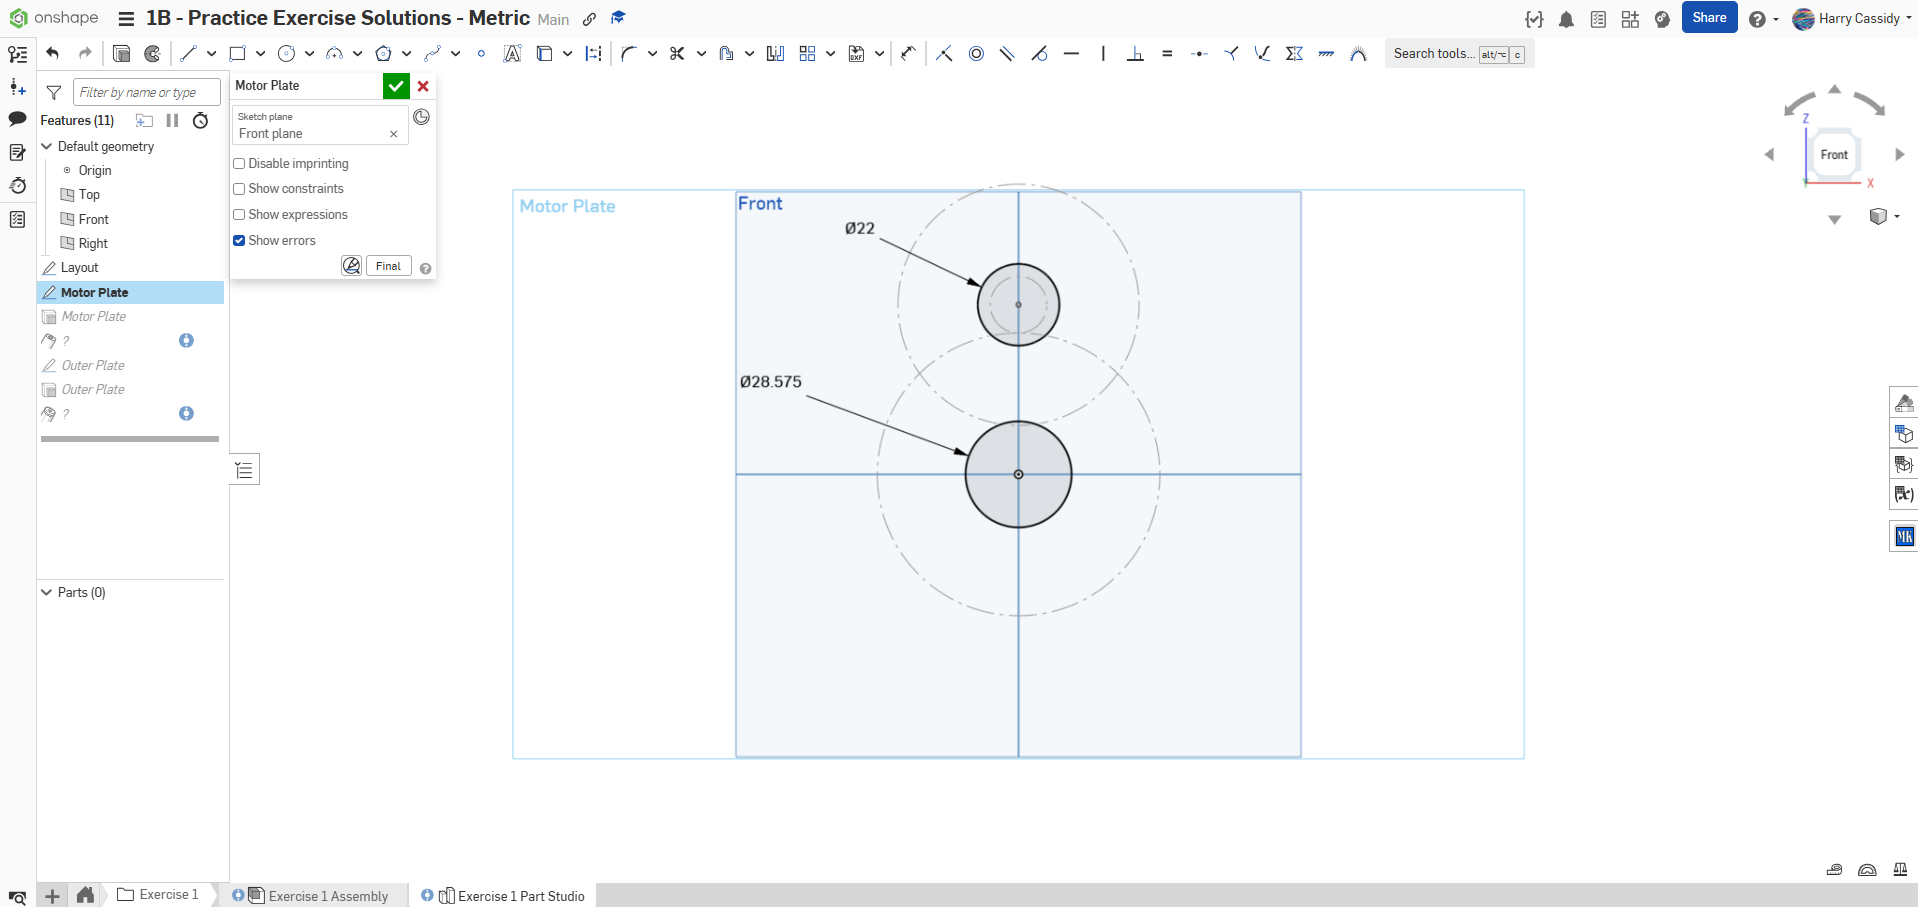 onshape
1B - Practice Exercise Solutions - Metric Main
Share
Harry Cassidy
DXF
Search tools... alt/⌥ c
Filter by name or type
Features (11)
Default geometry
Origin
Top
Front
Right
Layout
Motor Plate
Motor Plate
?
Outer Plate
Outer Plate
?
Parts (0)
Motor Plate
Sketch plane
Front plane
Disable imprinting
Show constraints
Show expressions
Show errors
Final
Motor Plate
Front
Ø22
Ø28.575
Z
Front
X
Y
(x)
MK
Exercise 1
Exercise 1 Assembly
Exercise 1 Part Studio